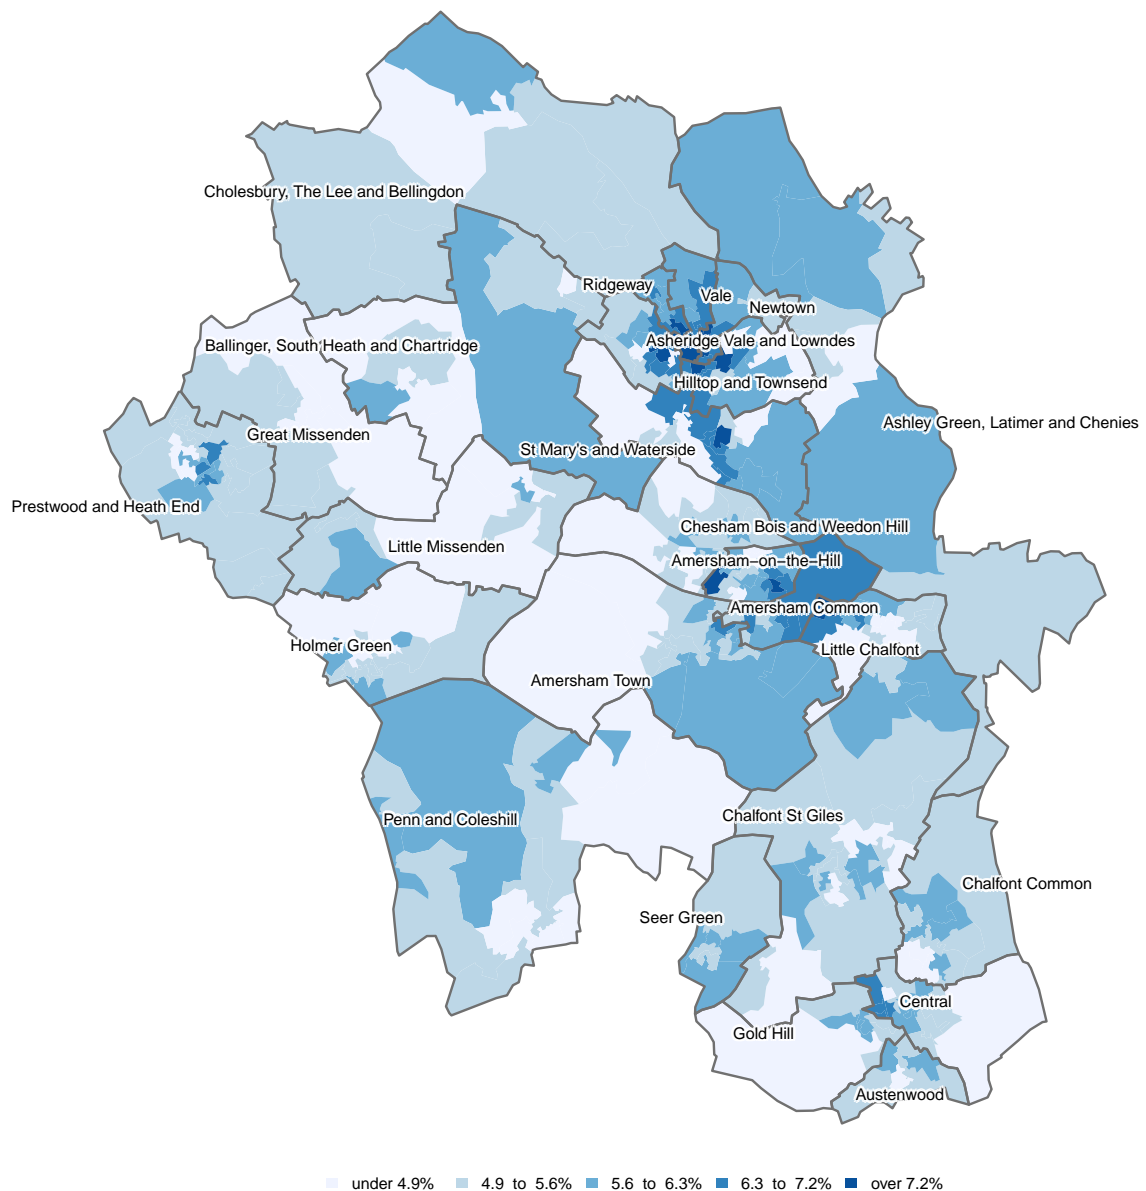 Cholesbury, The Lee and Bellingdon
Ridgeway
Vale
Newtown
Asheridge Vale and Lowndes
Ballinger, South Heath and Chartridge
Hilltop and Townsend
Ashley Green, Latimer and Chenies
Great Missenden
St Mary's and Waterside
Prestwood and Heath End
Chesham Bois and Weedon Hill
Little Missenden
Amersham−on−the−Hill
Amersham Common
Holmer Green
Little Chalfont
Amersham Town
Chalfont St Giles
Penn and Coleshill
Chalfont Common
Seer Green
Central
Gold Hill
Austenwood
under 4.9% 4.9 to 5.6% 5.6 to 6.3% 6.3 to 7.2% over 7.2%